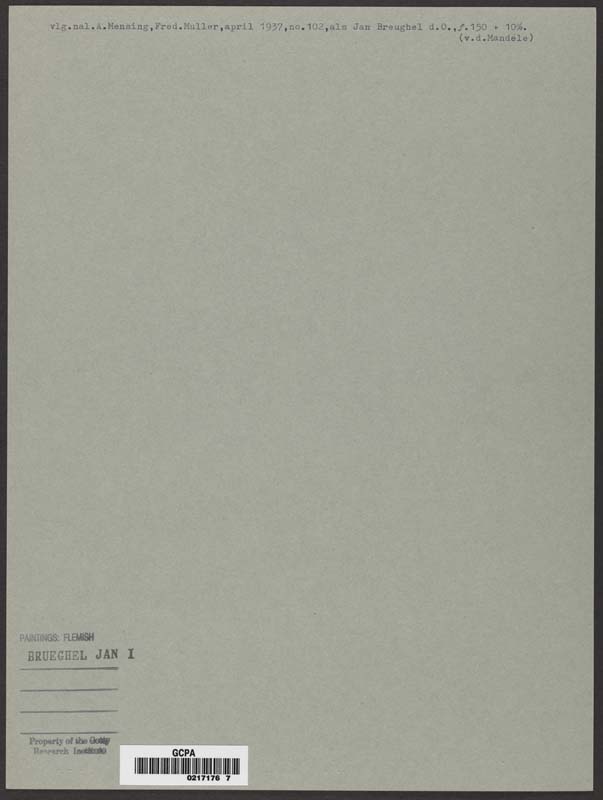 vlg.nal.A.Mensing,Fred.Muller,april 1937,no.102,als Jan Breughel d.O.,ƒ.150 + 10%.
(v.d.Mandele)
PAINTINGS: FLEMISH
BRUEGHEL JAN I
Property of the Getty
Research Institute
GCPA
0217176 7